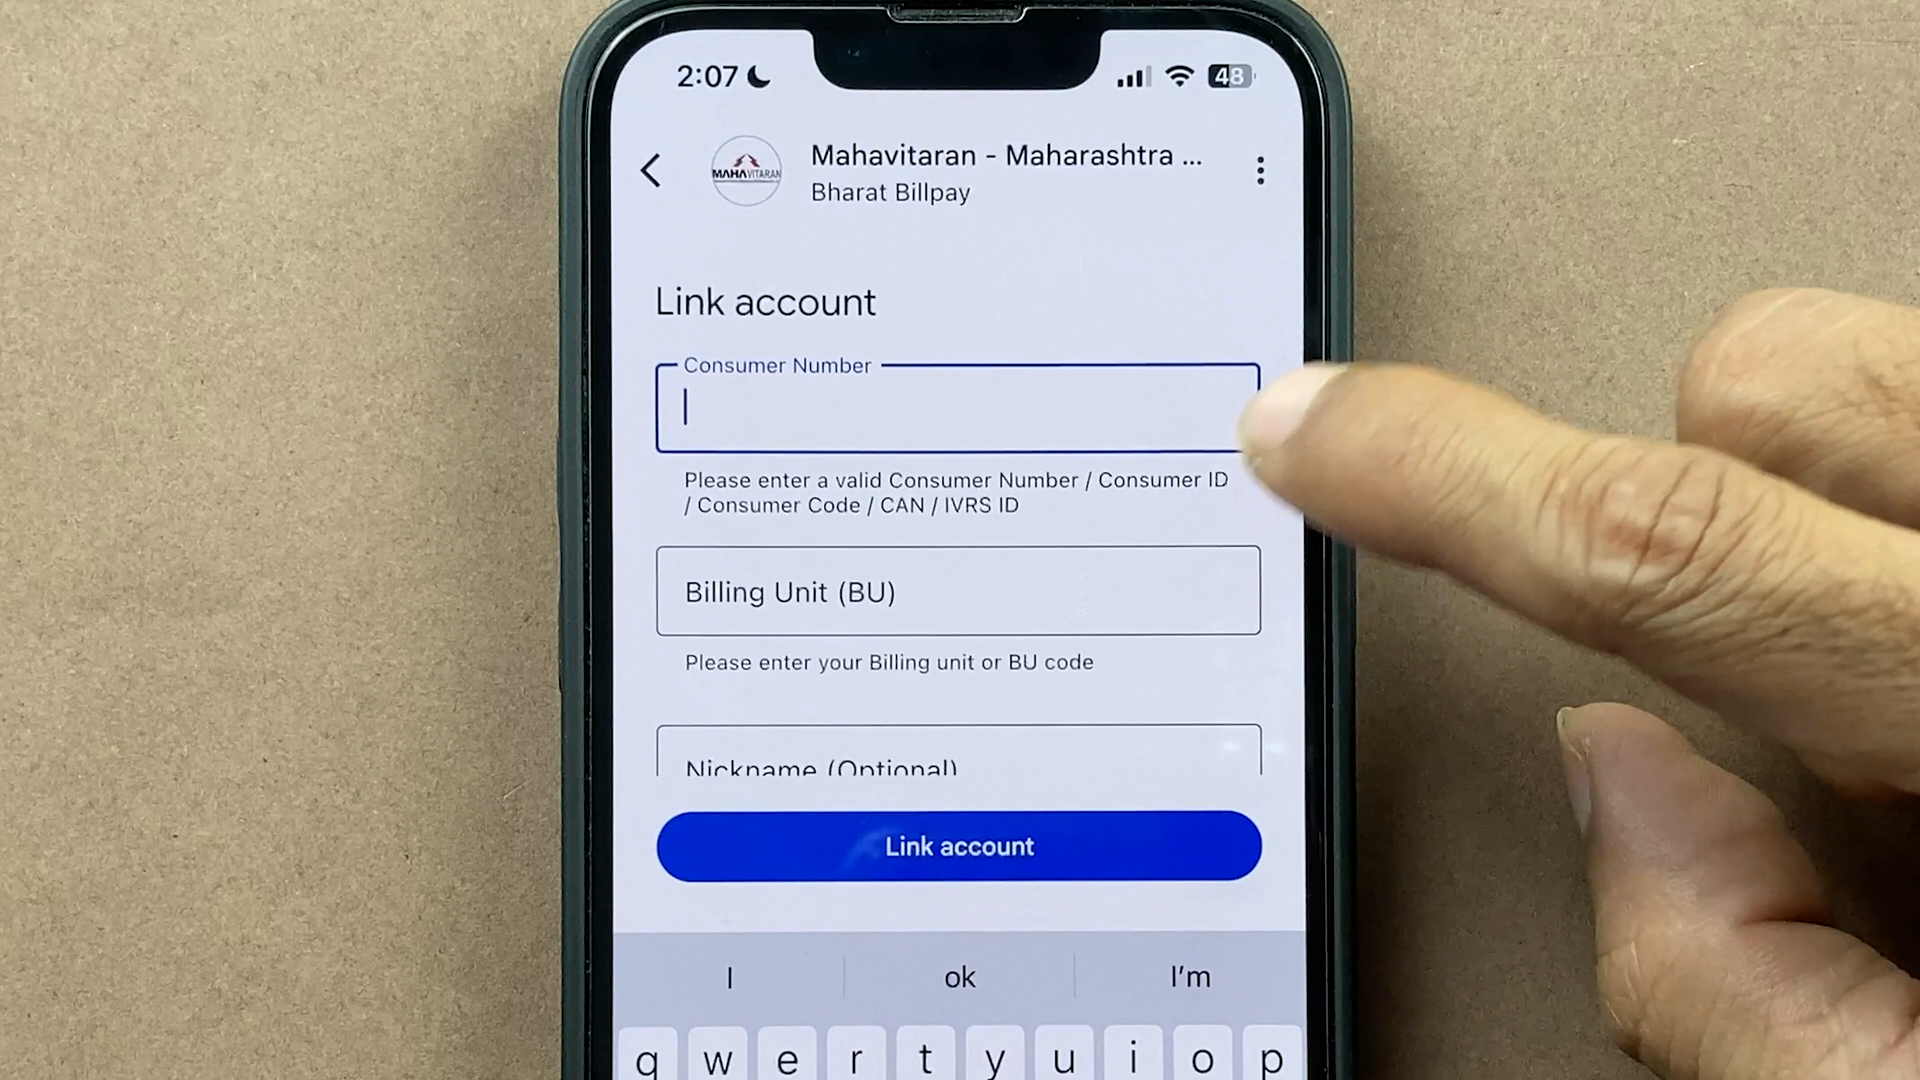 2:07
48
MAHAVITARAN
Mahavitaran - Maharashtra ...
Bharat Billpay
Link account
Consumer Number
Please enter a valid Consumer Number / Consumer ID
/ Consumer Code / CAN / IVRS ID
Billing Unit (BU)
Please enter your Billing unit or BU code
Nickname (Optional)
Link account
I ok I'm
q w e r t y u i o p